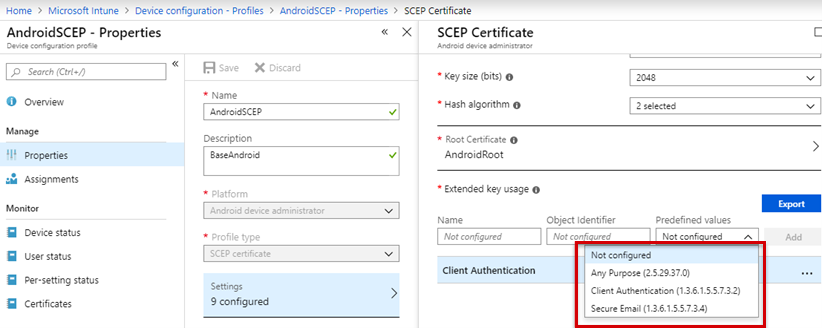 Home > Microsoft Intune > Device configuration - Profiles > AndroidSCEP - Properties > SCEP Certificate
AndroidSCEP - Properties
Device configuration profile
Search (Ctrl+/)
Overview
Manage
Properties
Assignments
Monitor
Device status
User status
Per-setting status
Certificates
Save Discard
* Name
AndroidSCEP
Description
BaseAndroid
* Platform
Android device administrator
* Profile type
SCEP certificate
Settings
9 configured
SCEP Certificate
Android device administrator
* Key size (bits) 2048
* Hash algorithm 2 selected
* Root Certificate
AndroidRoot
* Extended key usage
Export
Name Object Identifier Predefined values
Not configured Not configured Not configured Add
Client Authentication ...
Not configured
Any Purpose (2.5.29.37.0)
Client Authentication (1.3.6.1.5.5.7.3.2)
Secure Email (1.3.6.1.5.5.7.3.4)